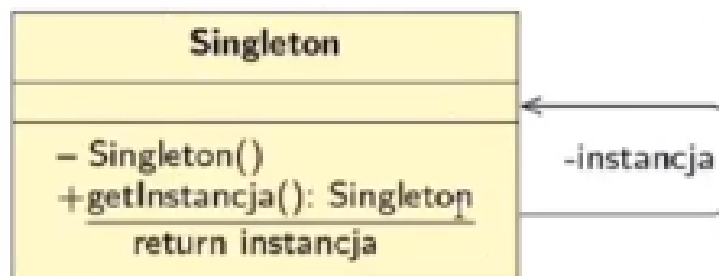 Singleton
– Singleton()
+getInstancja(): Singleton
return instancja
-instancja